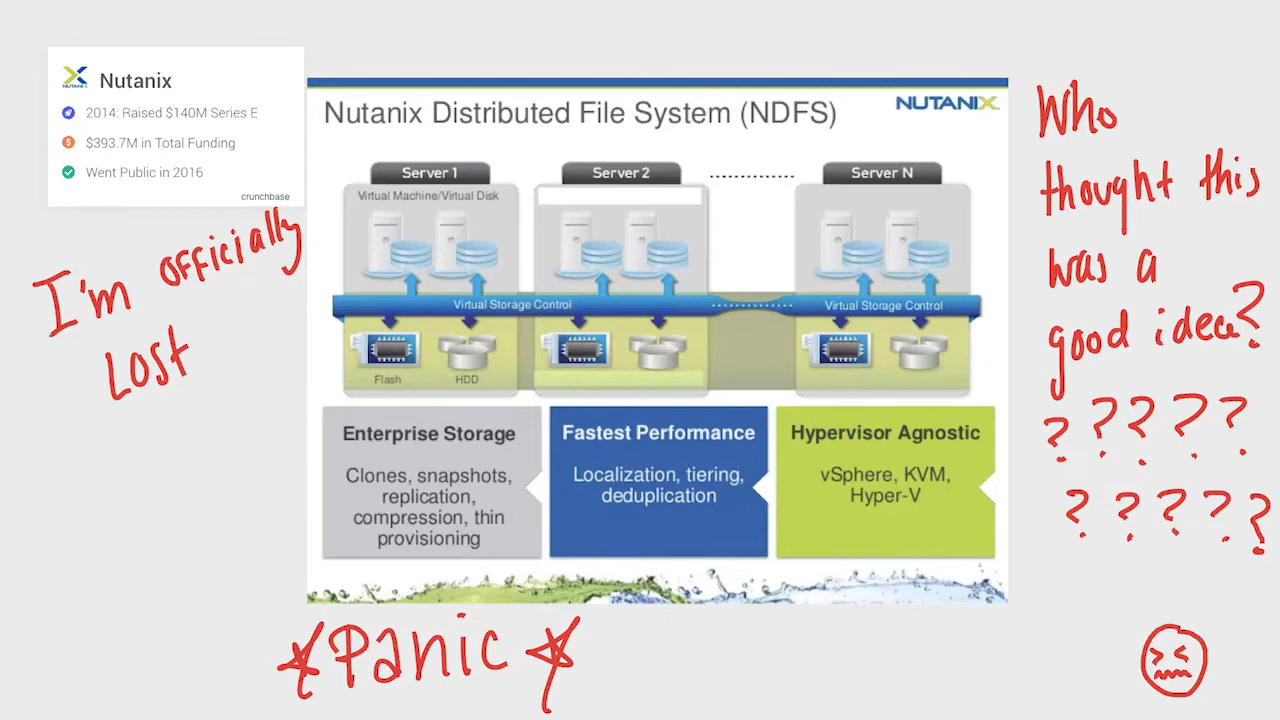 Nutanix
NUTANIX
2014: Raised $140M Series E
$393.7M in Total Funding
Went Public in 2016
crunchbase
I'm officially
Lost
Nutanix Distributed File System (NDFS)
NUTANIX
Server 1
Server 2
Server N
Virtual Machine/Virtual Disk
Virtual Storage Control
Virtual Storage Control
Flash
HDD
Enterprise Storage
Clones, snapshots,
replication,
compression, thin
provisioning
Fastest Performance
Localization, tiering,
deduplication
Hypervisor Agnostic
vSphere, KVM,
Hyper-V
Who
thought this
was a
good idea?
?????
?????
*Panic*